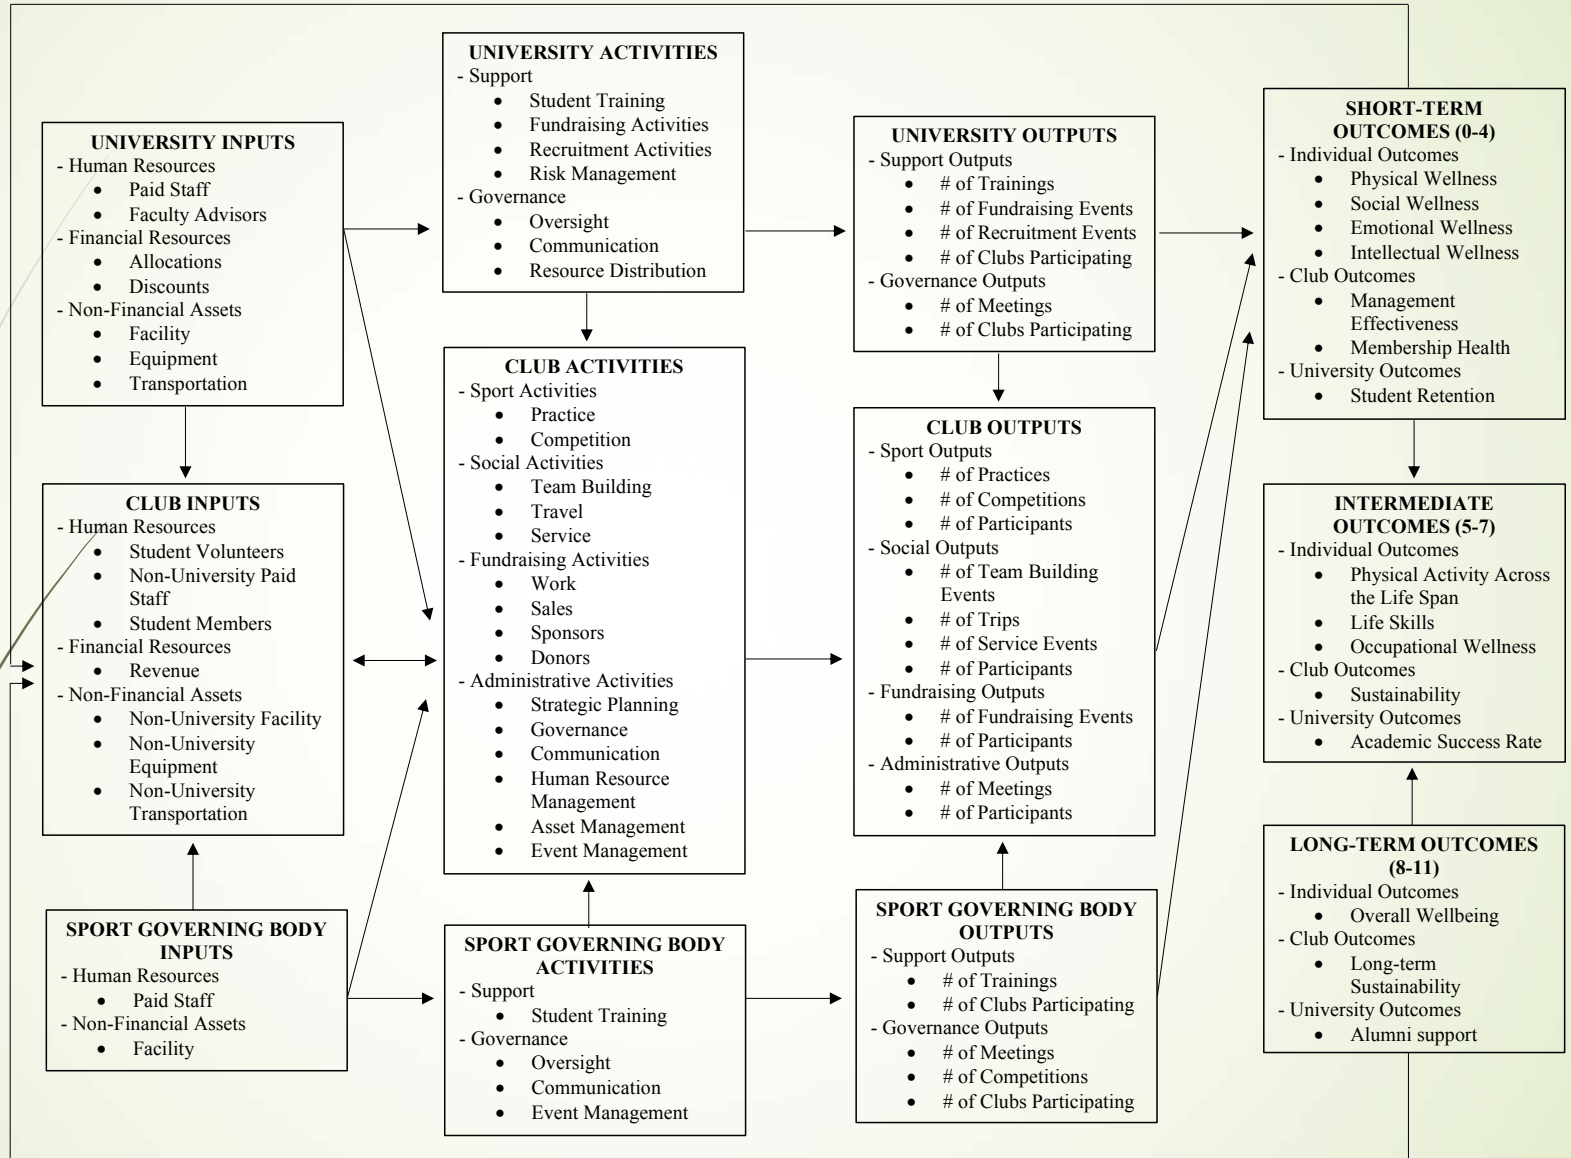 UNIVERSITY INPUTS
- Human Resources
• Paid Staff
• Faculty Advisors
- Financial Resources
• Allocations
• Discounts
- Non-Financial Assets
• Facility
• Equipment
• Transportation
CLUB INPUTS
- Human Resources
• Student Volunteers
• Non-University Paid
Staff
• Student Members
- Financial Resources
• Revenue
- Non-Financial Assets
• Non-University Facility
• Non-University
Equipment
• Non-University
Transportation
SPORT GOVERNING BODY
INPUTS
- Human Resources
• Paid Staff
- Non-Financial Assets
• Facility
UNIVERSITY ACTIVITIES
- Support
• Student Training
• Fundraising Activities
• Recruitment Activities
• Risk Management
- Governance
• Oversight
• Communication
• Resource Distribution
CLUB ACTIVITIES
- Sport Activities
• Practice
• Competition
- Social Activities
• Team Building
• Travel
• Service
- Fundraising Activities
• Work
• Sales
• Sponsors
• Donors
- Administrative Activities
• Strategic Planning
• Governance
• Communication
• Human Resource
Management
• Asset Management
• Event Management
SPORT GOVERNING BODY
ACTIVITIES
- Support
• Student Training
- Governance
• Oversight
• Communication
• Event Management
UNIVERSITY OUTPUTS
- Support Outputs
• # of Trainings
• # of Fundraising Events
• # of Recruitment Events
• # of Clubs Participating
- Governance Outputs
• # of Meetings
• # of Clubs Participating
CLUB OUTPUTS
- Sport Outputs
• # of Practices
• # of Competitions
• # of Participants
- Social Outputs
• # of Team Building
Events
• # of Trips
• # of Service Events
• # of Participants
- Fundraising Outputs
• # of Fundraising Events
• # of Participants
- Administrative Outputs
• # of Meetings
• # of Participants
SPORT GOVERNING BODY
OUTPUTS
- Support Outputs
• # of Trainings
• # of Clubs Participating
- Governance Outputs
• # of Meetings
• # of Competitions
• # of Clubs Participating
SHORT-TERM
OUTCOMES (0-4)
- Individual Outcomes
• Physical Wellness
• Social Wellness
• Emotional Wellness
• Intellectual Wellness
- Club Outcomes
• Management
Effectiveness
• Membership Health
- University Outcomes
• Student Retention
INTERMEDIATE
OUTCOMES (5-7)
- Individual Outcomes
• Physical Activity Across
the Life Span
• Life Skills
• Occupational Wellness
- Club Outcomes
• Sustainability
- University Outcomes
• Academic Success Rate
LONG-TERM OUTCOMES
(8-11)
- Individual Outcomes
• Overall Wellbeing
- Club Outcomes
• Long-term
Sustainability
- University Outcomes
• Alumni support